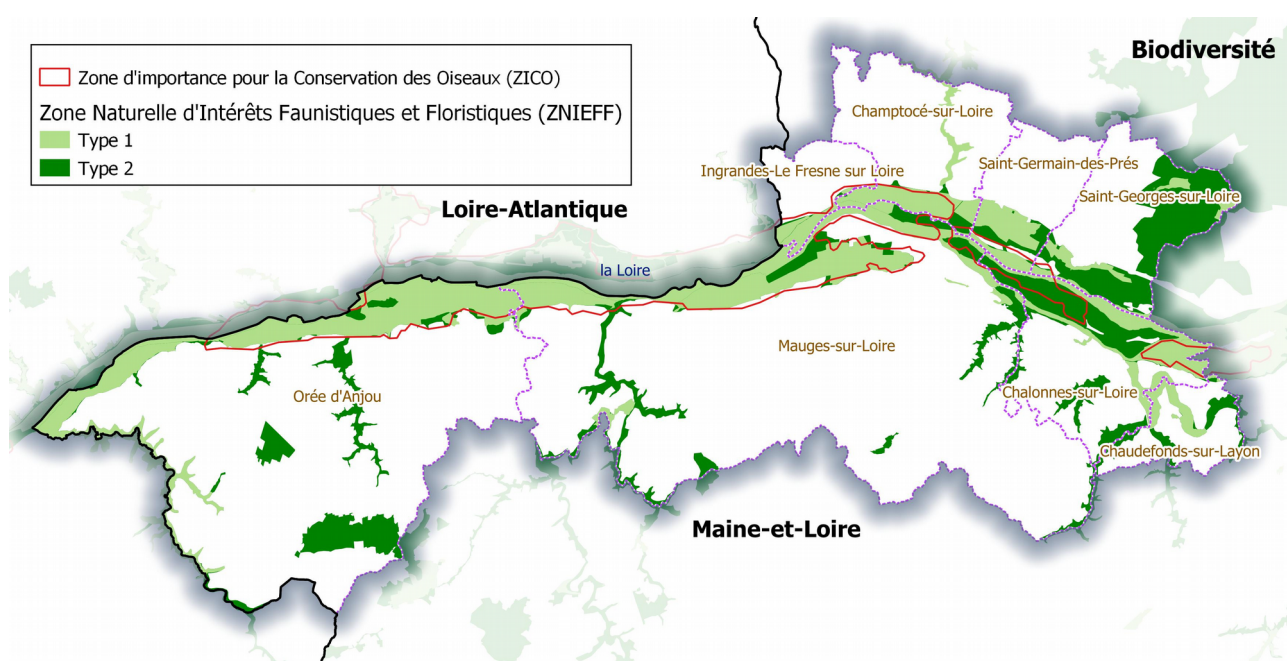 Biodiversité
Zone d'importance pour la Conservation des Oiseaux (ZICO)
Zone Naturelle d'Intérêts Faunistiques et Floristiques (ZNIEFF)
Type 1
Type 2
Champtocé-sur-Loire
Saint-Germain-des-Prés
Ingrandes-Le Fresne sur Loire
Saint-Georges-sur-Loire
Loire-Atlantique
la Loire
Mauges-sur-Loire
Orée d'Anjou
Chalonnes-sur-Loire
Chaudefonds-sur-Layon
Maine-et-Loire